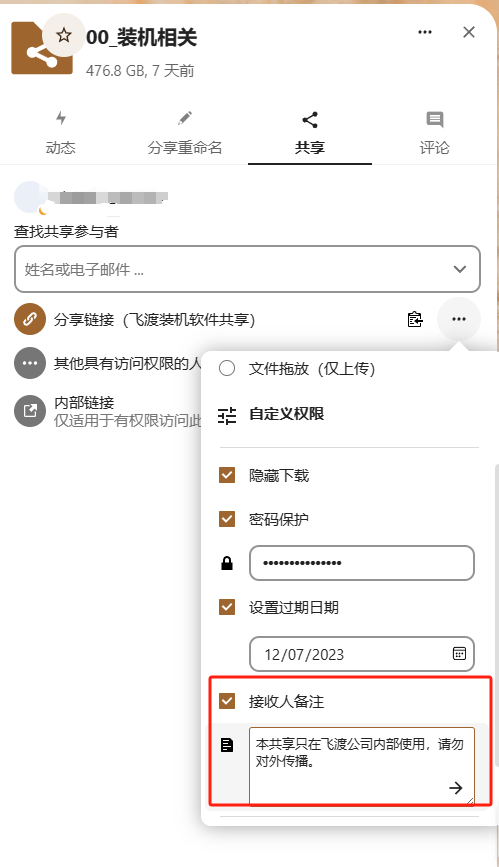 00_装机相关
476.8 GB, 7 天前
动态
分享重命名
共享
评论
查找共享参与者
姓名或电子邮件 ...
分享链接（飞渡装机软件共享）
其他具有访问权限的人
内部链接
仅适用于有权限访问此
文件拖放（仅上传）
自定义权限
隐藏下载
密码保护
•••••••••••••••
设置过期日期
12/07/2023
接收人备注
本共享只在飞渡公司内部使用，请勿
对外传播。